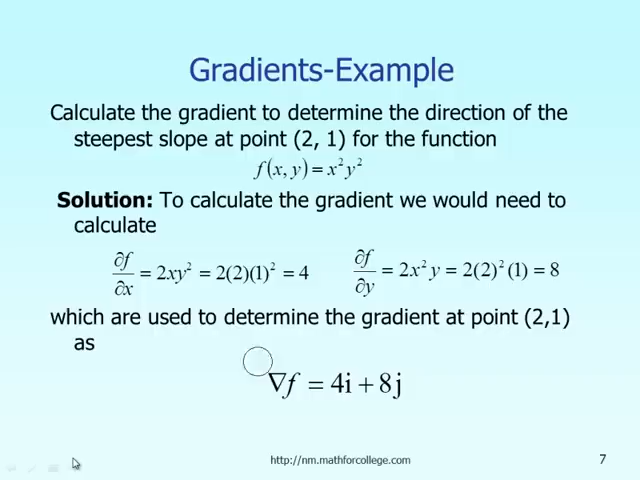 Gradients-Example
Calculate the gradient to determine the direction of the
steepest slope at point (2, 1) for the function
f(x, y) = x²y²
Solution: To calculate the gradient we would need to
calculate
∂f/∂x = 2xy² = 2(2)(1)² = 4    ∂f/∂y = 2x²y = 2(2)²(1) = 8
which are used to determine the gradient at point (2,1)
as
∇f = 4i + 8j
http://nm.mathforcollege.com    7